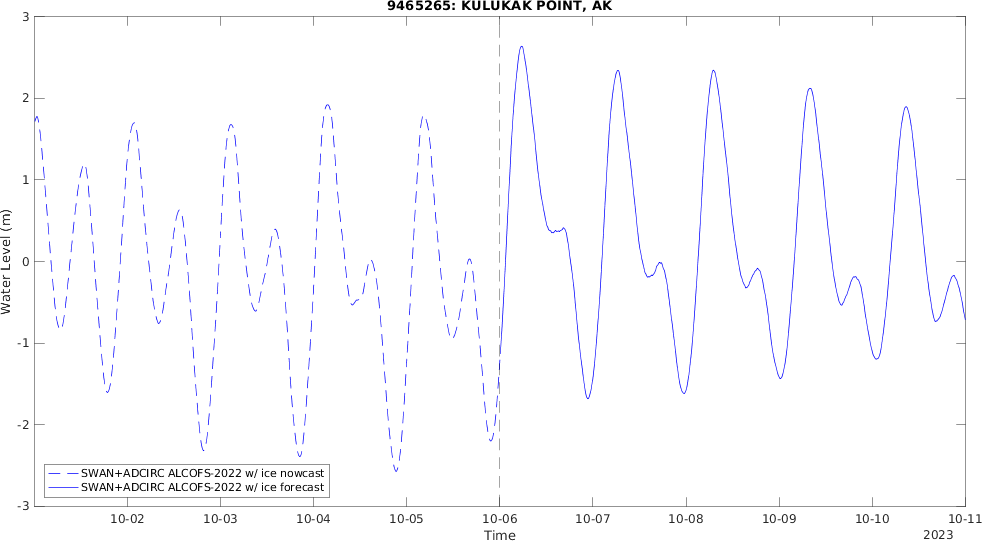 9465265: KULUKAK POINT, AK
3
2
1
0
-1
-2
-3
Water Level (m)
SWAN+ADCIRC ALCOFS-2022 w/ ice nowcast
SWAN+ADCIRC ALCOFS-2022 w/ ice forecast
10-02 10-03 10-04 10-05 10-06 10-07 10-08 10-09 10-10 10-11
Time
2023